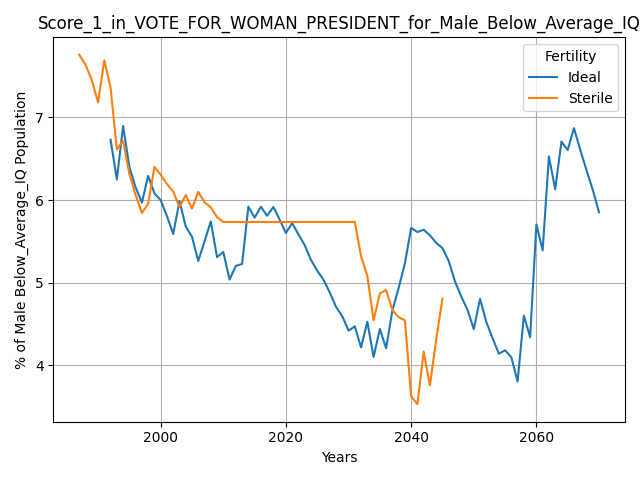 Score_1_in_VOTE_FOR_WOMAN_PRESIDENT_for_Male_Below_Average_IQ
Fertility
Ideal
Sterile
% of Male Below_Average_IQ Population
7
6
5
4
2000 2020 2040 2060
Years